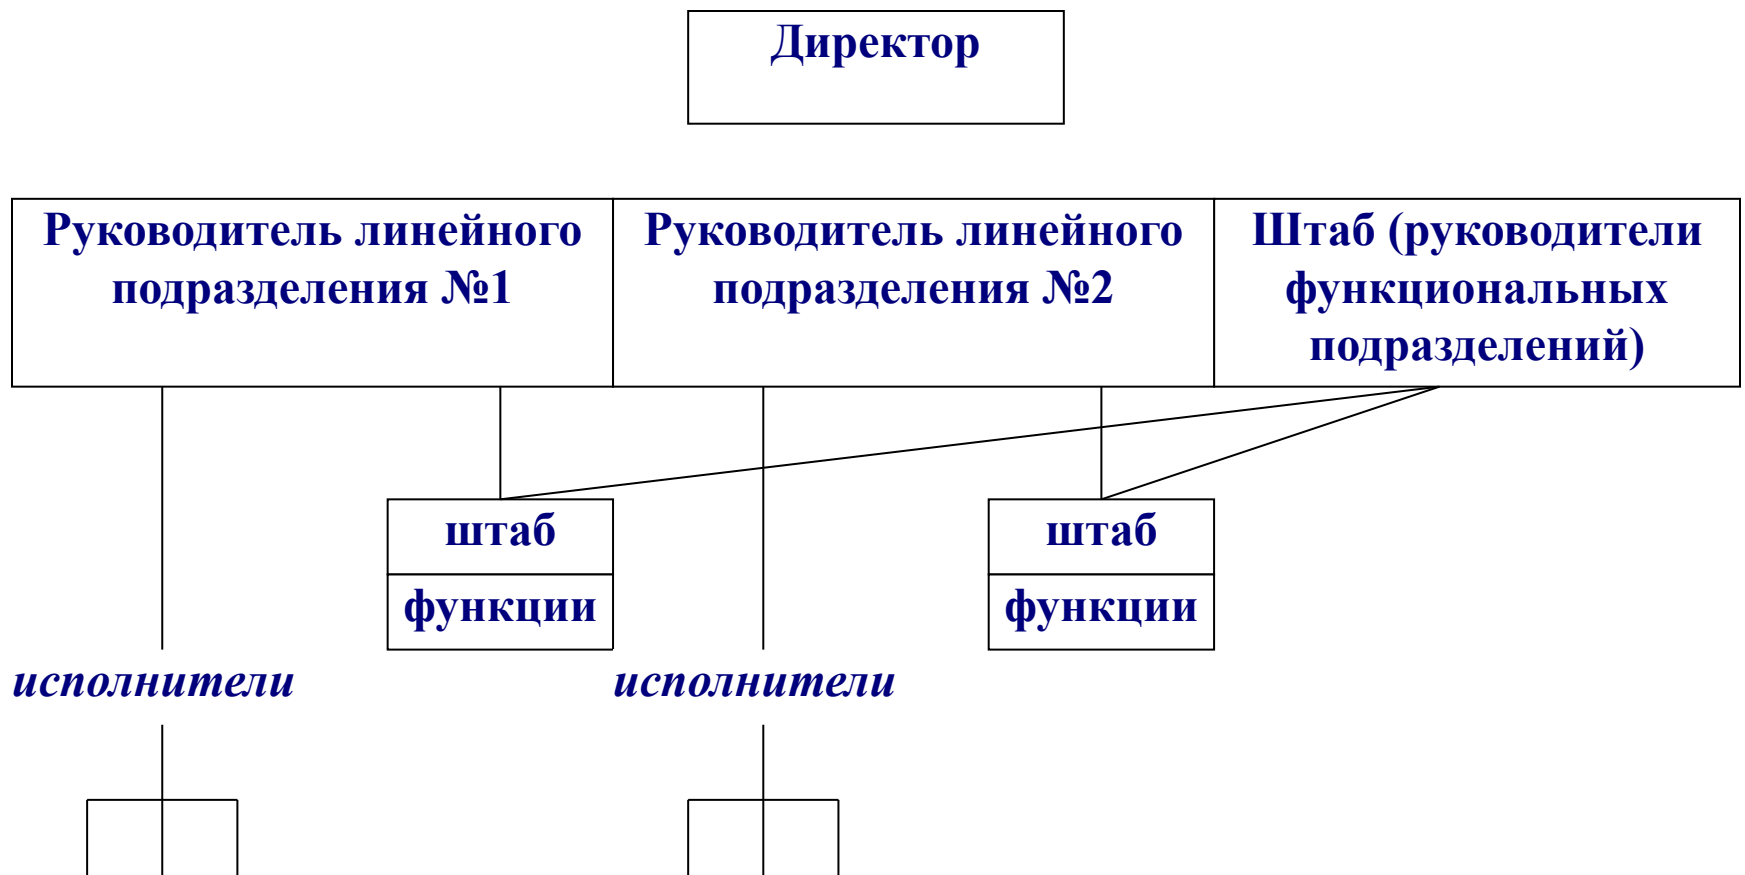 Директор
Руководитель линейного
подразделения №1
Руководитель линейного
подразделения №2
Штаб (руководители
функциональных
подразделений)
штаб
функции
штаб
функции
исполнители
исполнители